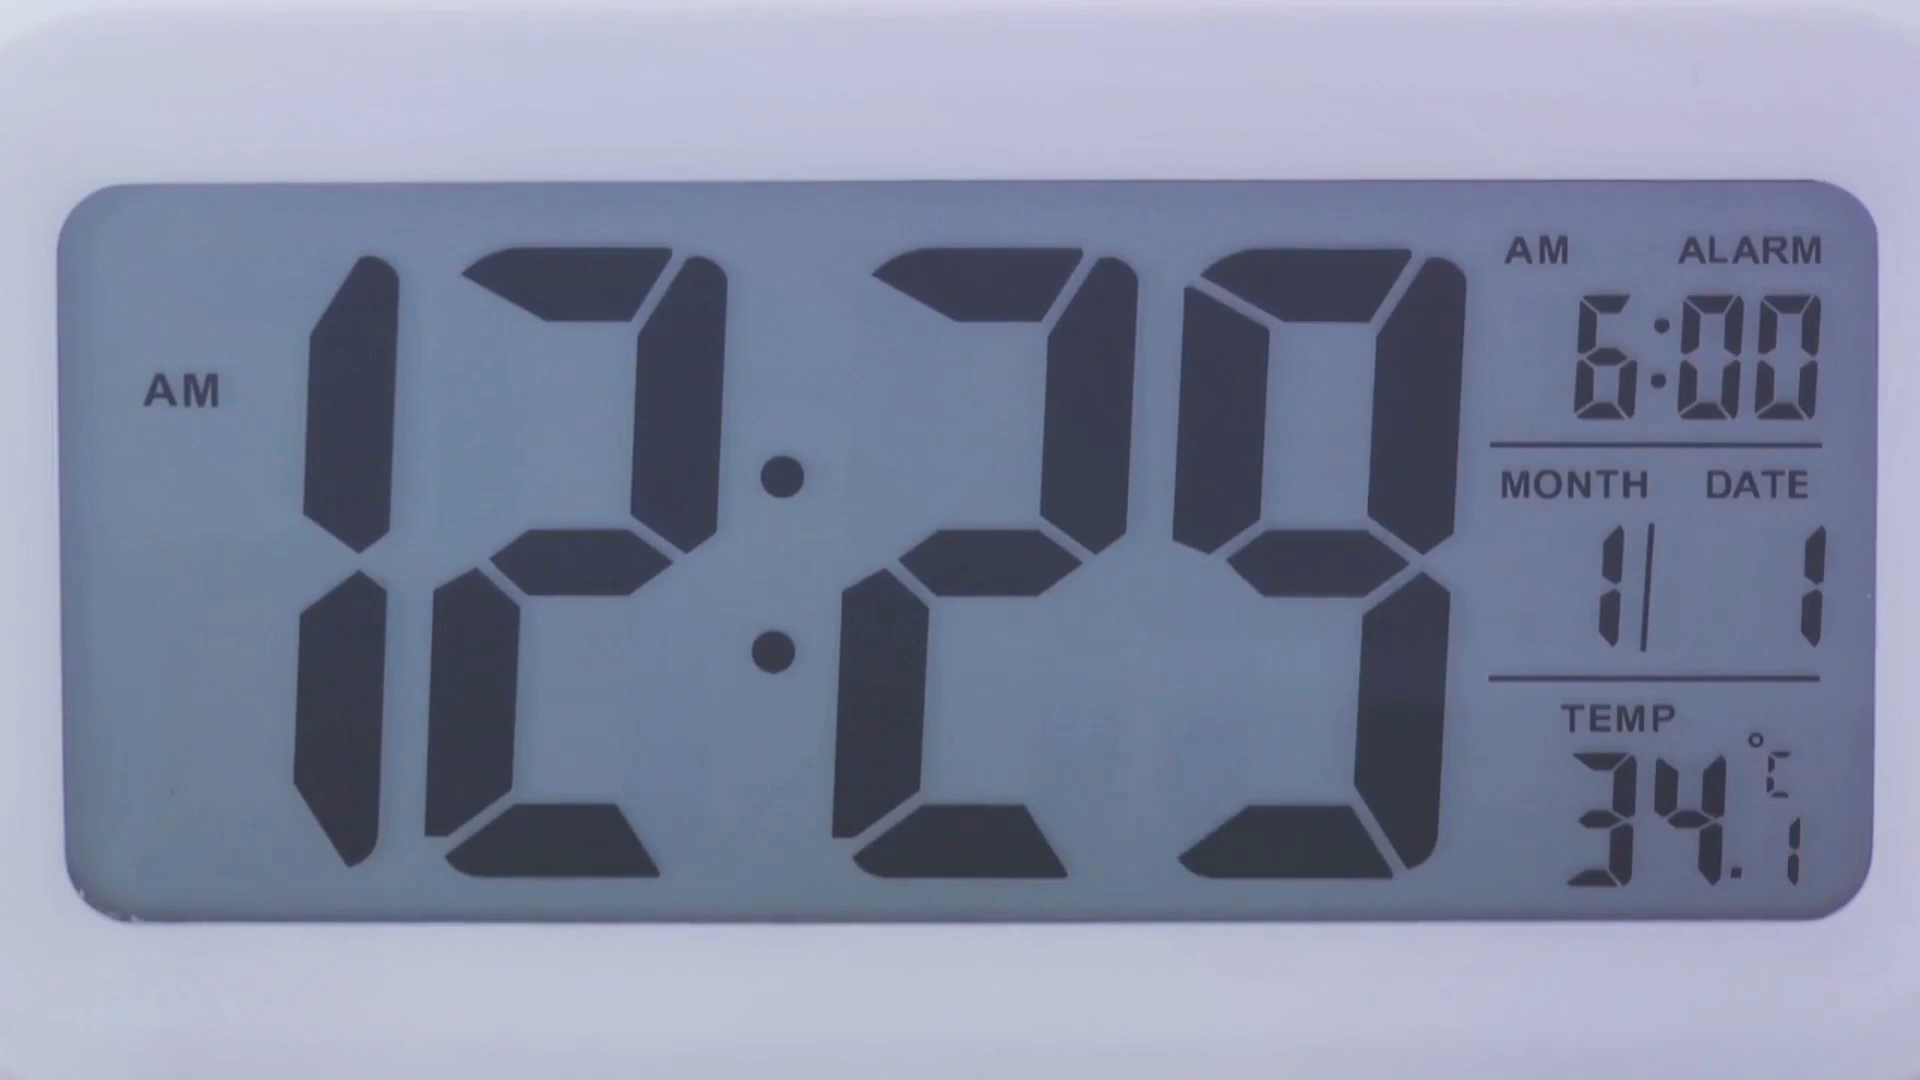 AM 12:29
AM ALARM
6:00
MONTH DATE
1 1
TEMP
34.1 °C